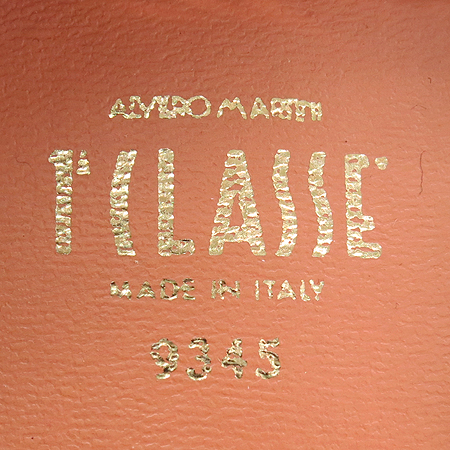 ALVIERO MARTINI
1ª CLASSE
MADE IN ITALY
9345